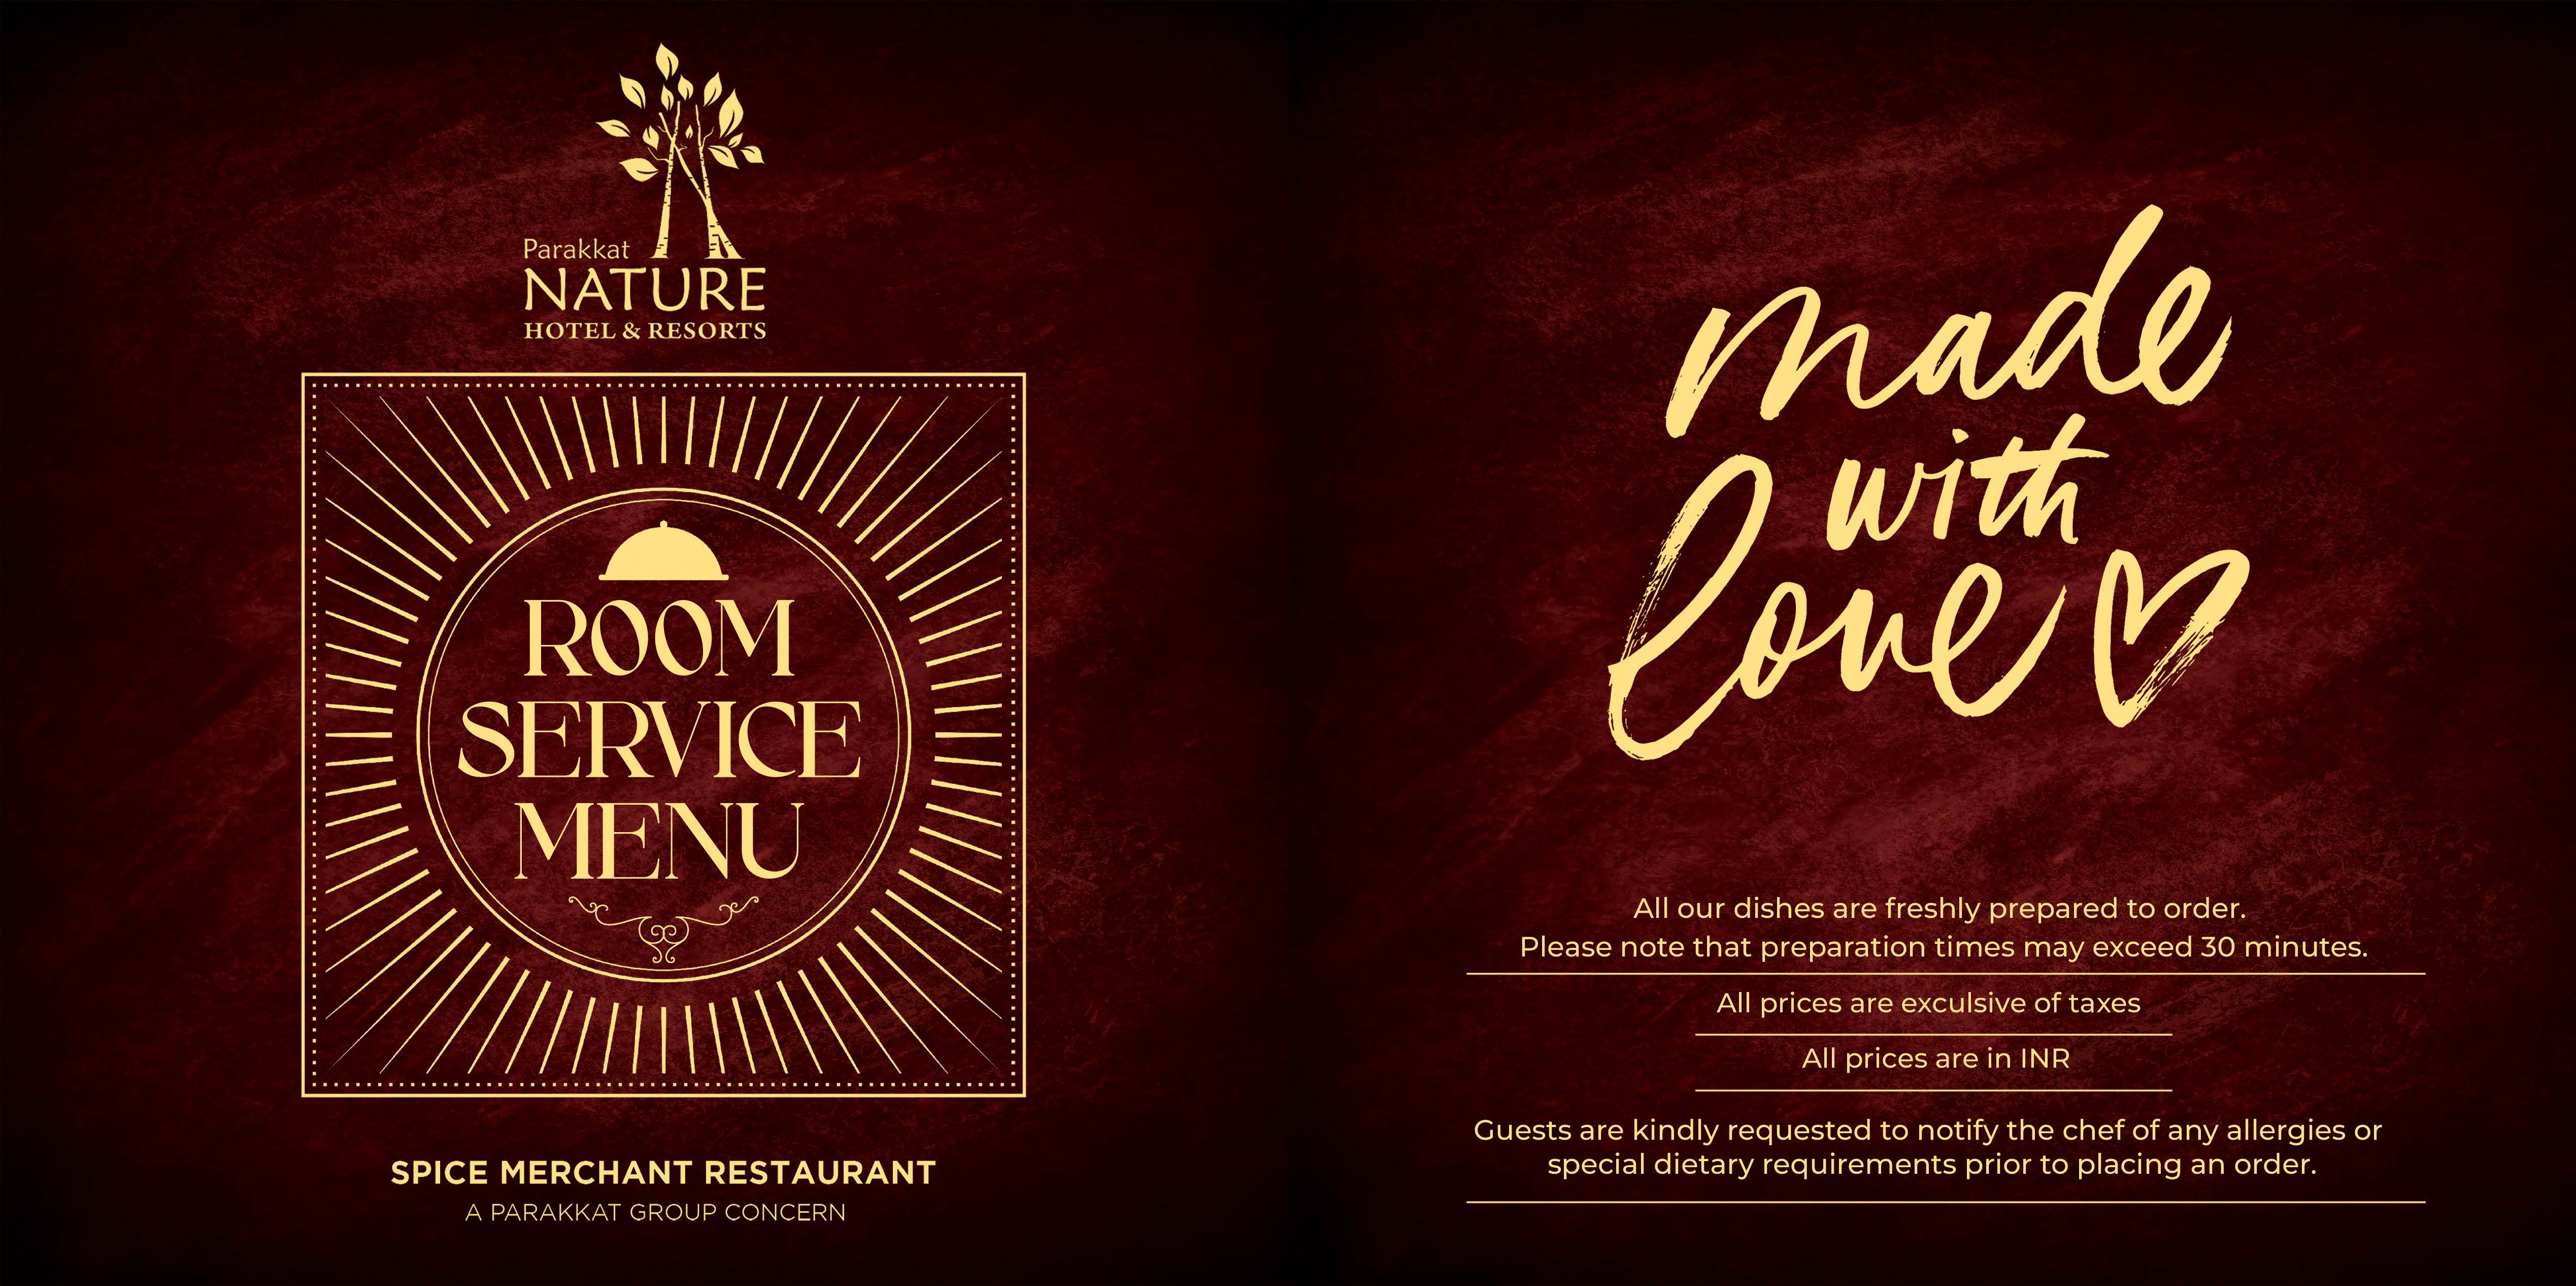 Parakkat
NATURE
HOTEL & RESORTS
ROOM
SERVICE
MENU
SPICE MERCHANT RESTAURANT
A PARAKKAT GROUP CONCERN
made
with
love
All our dishes are freshly prepared to order.
Please note that preparation times may exceed 30 minutes.
All prices are exculsive of taxes
All prices are in INR
Guests are kindly requested to notify the chef of any allergies or
special dietary requirements prior to placing an order.